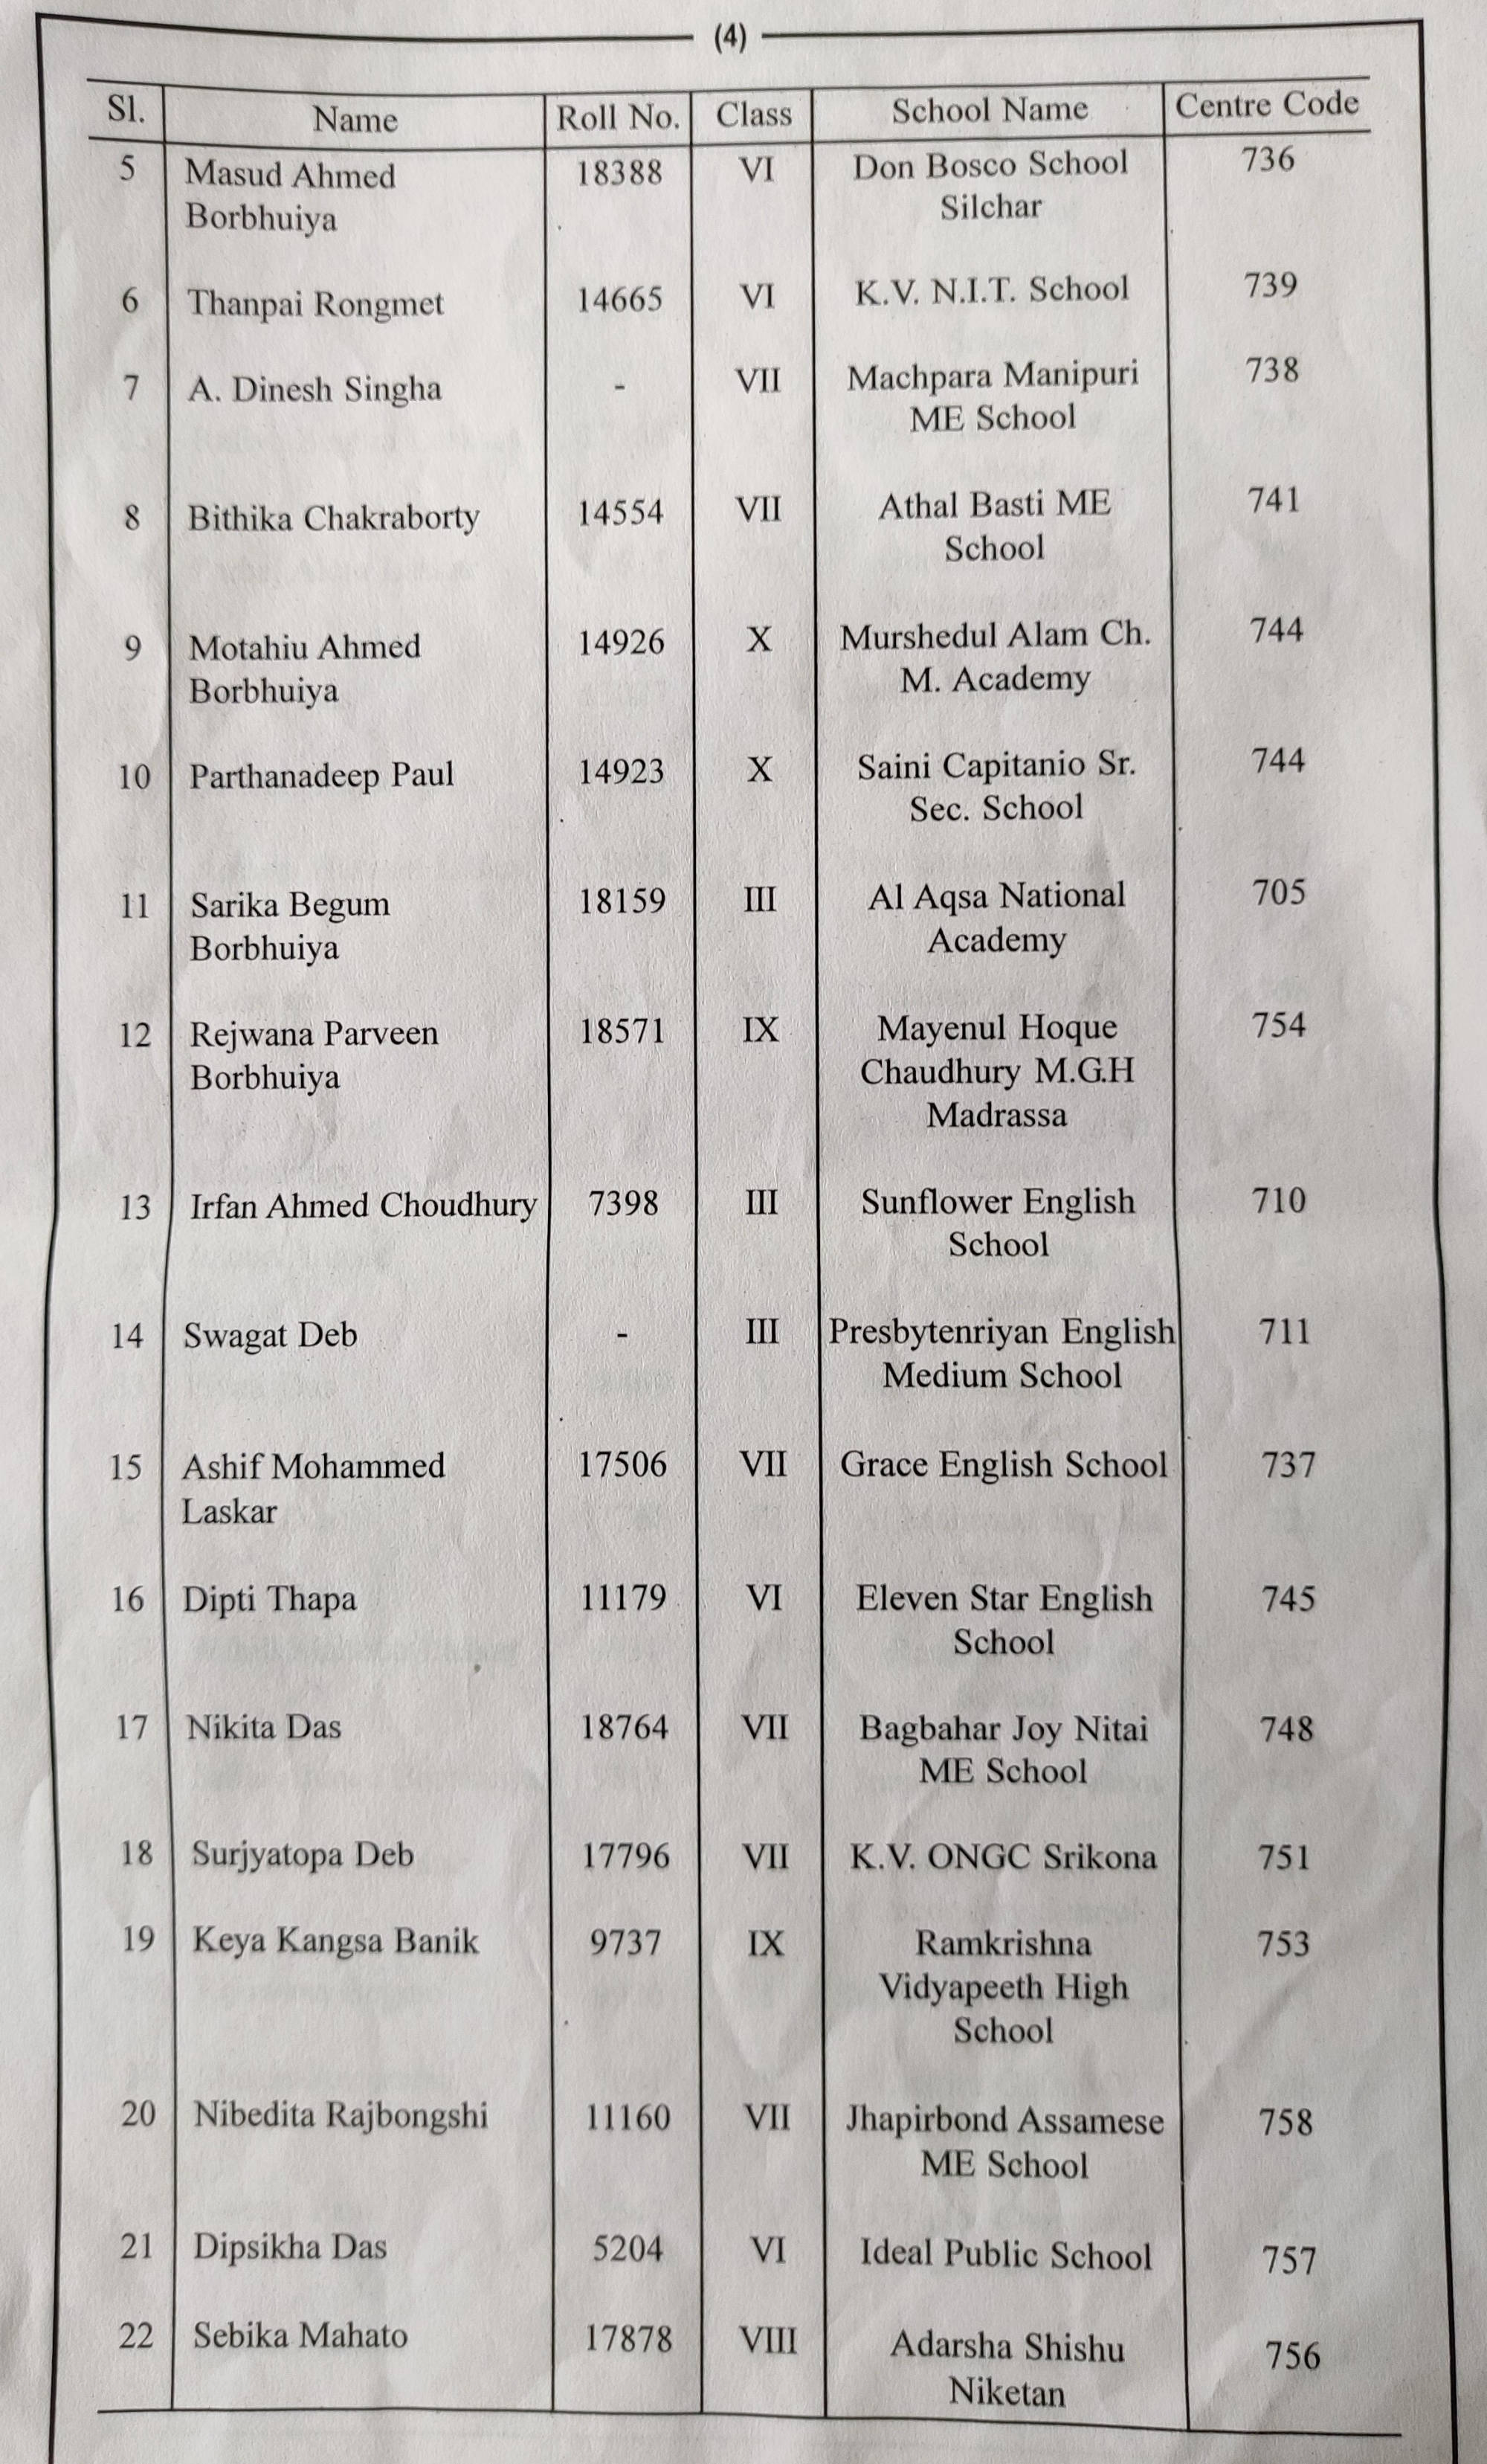 (4)
Sl. Name Roll No. Class School Name Centre Code
5 Masud Ahmed 18388 VI Don Bosco School 736
Borbhuiya Silchar
6 Thanpai Rongmet 14665 VI K.V. N.I.T. School 739
7 A. Dinesh Singha - VII Machpara Manipuri 738
ME School
8 Bithika Chakraborty 14554 VII Athal Basti ME 741
School
9 Motahiu Ahmed 14926 X Murshedul Alam Ch. 744
Borbhuiya M. Academy
10 Parthanadeep Paul 14923 X Saini Capitanio Sr. 744
Sec. School
11 Sarika Begum 18159 III Al Aqsa National 705
Borbhuiya Academy
12 Rejwana Parveen 18571 IX Mayenul Hoque 754
Borbhuiya Chaudhury M.G.H
Madrassa
13 Irfan Ahmed Choudhury 7398 III Sunflower English 710
School
14 Swagat Deb - III Presbytenriyan English 711
Medium School
15 Ashif Mohammed 17506 VII Grace English School 737
Laskar
16 Dipti Thapa 11179 VI Eleven Star English 745
School
17 Nikita Das 18764 VII Bagbahar Joy Nitai 748
ME School
18 Surjyatopa Deb 17796 VII K.V. ONGC Srikona 751
19 Keya Kangsa Banik 9737 IX Ramkrishna 753
Vidyapeeth High
School
20 Nibedita Rajbongshi 11160 VII Jhapirbond Assamese 758
ME School
21 Dipsikha Das 5204 VI Ideal Public School 757
22 Sebika Mahato 17878 VIII Adarsha Shishu 756
Niketan